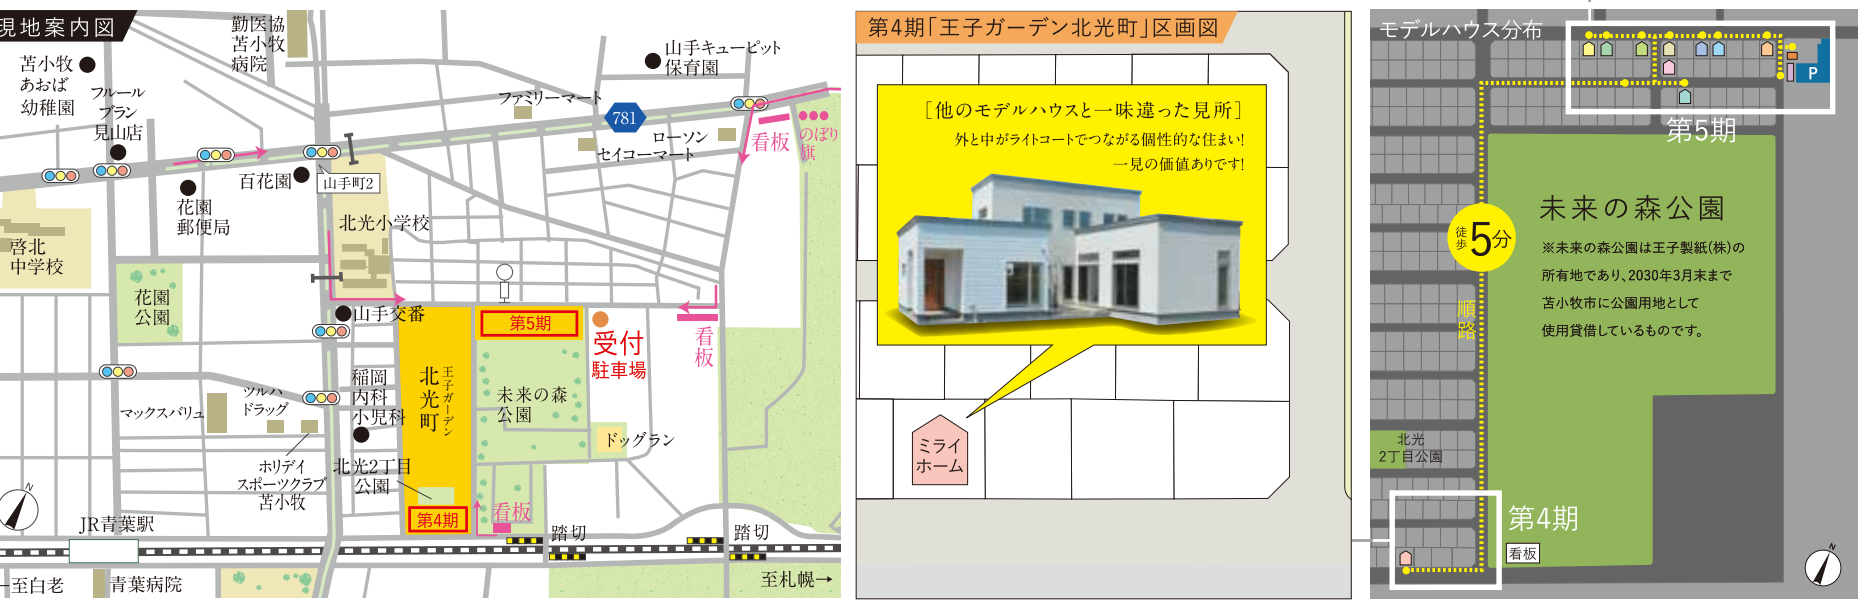 現地案内図
勤医協
苫小牧
病院
苫小牧
あおば
幼稚園
フルール
ブラン
見山店
山手キューピット
保育園
ファミリーマート
781
ローソン
セイコーマート
看板
のぼり
旗
百花園
山手町2
花園
郵便局
北光小学校
啓北
中学校
花園
公園
山手交番
第5期
受付
駐車場
看板
稲岡
内科
小児科
王子ガーデン
北光町
未来の森
公園
ツルハ
ドラッグ
マックスバリュ
ドッグラン
ホリデイ
スポーツクラブ
苫小牧
北光2丁目
公園
第4期
看板
N
JR青葉駅
踏切
踏切
至白老
青葉病院
至札幌→
第4期「王子ガーデン北光町」区画図
[他のモデルハウスと一味違った見所]
外と中がライトコートでつながる個性的な住まい!
一見の価値ありです!
ミライ
ホーム
モデルハウス分布
P
第5期
未来の森公園
※未来の森公園は王子製紙(株)の
所有地であり、2030年3月末まで
苫小牧市に公園用地として
使用貸借しているものです。
徒歩5分
順路
北光
2丁目公園
第4期
看板
N